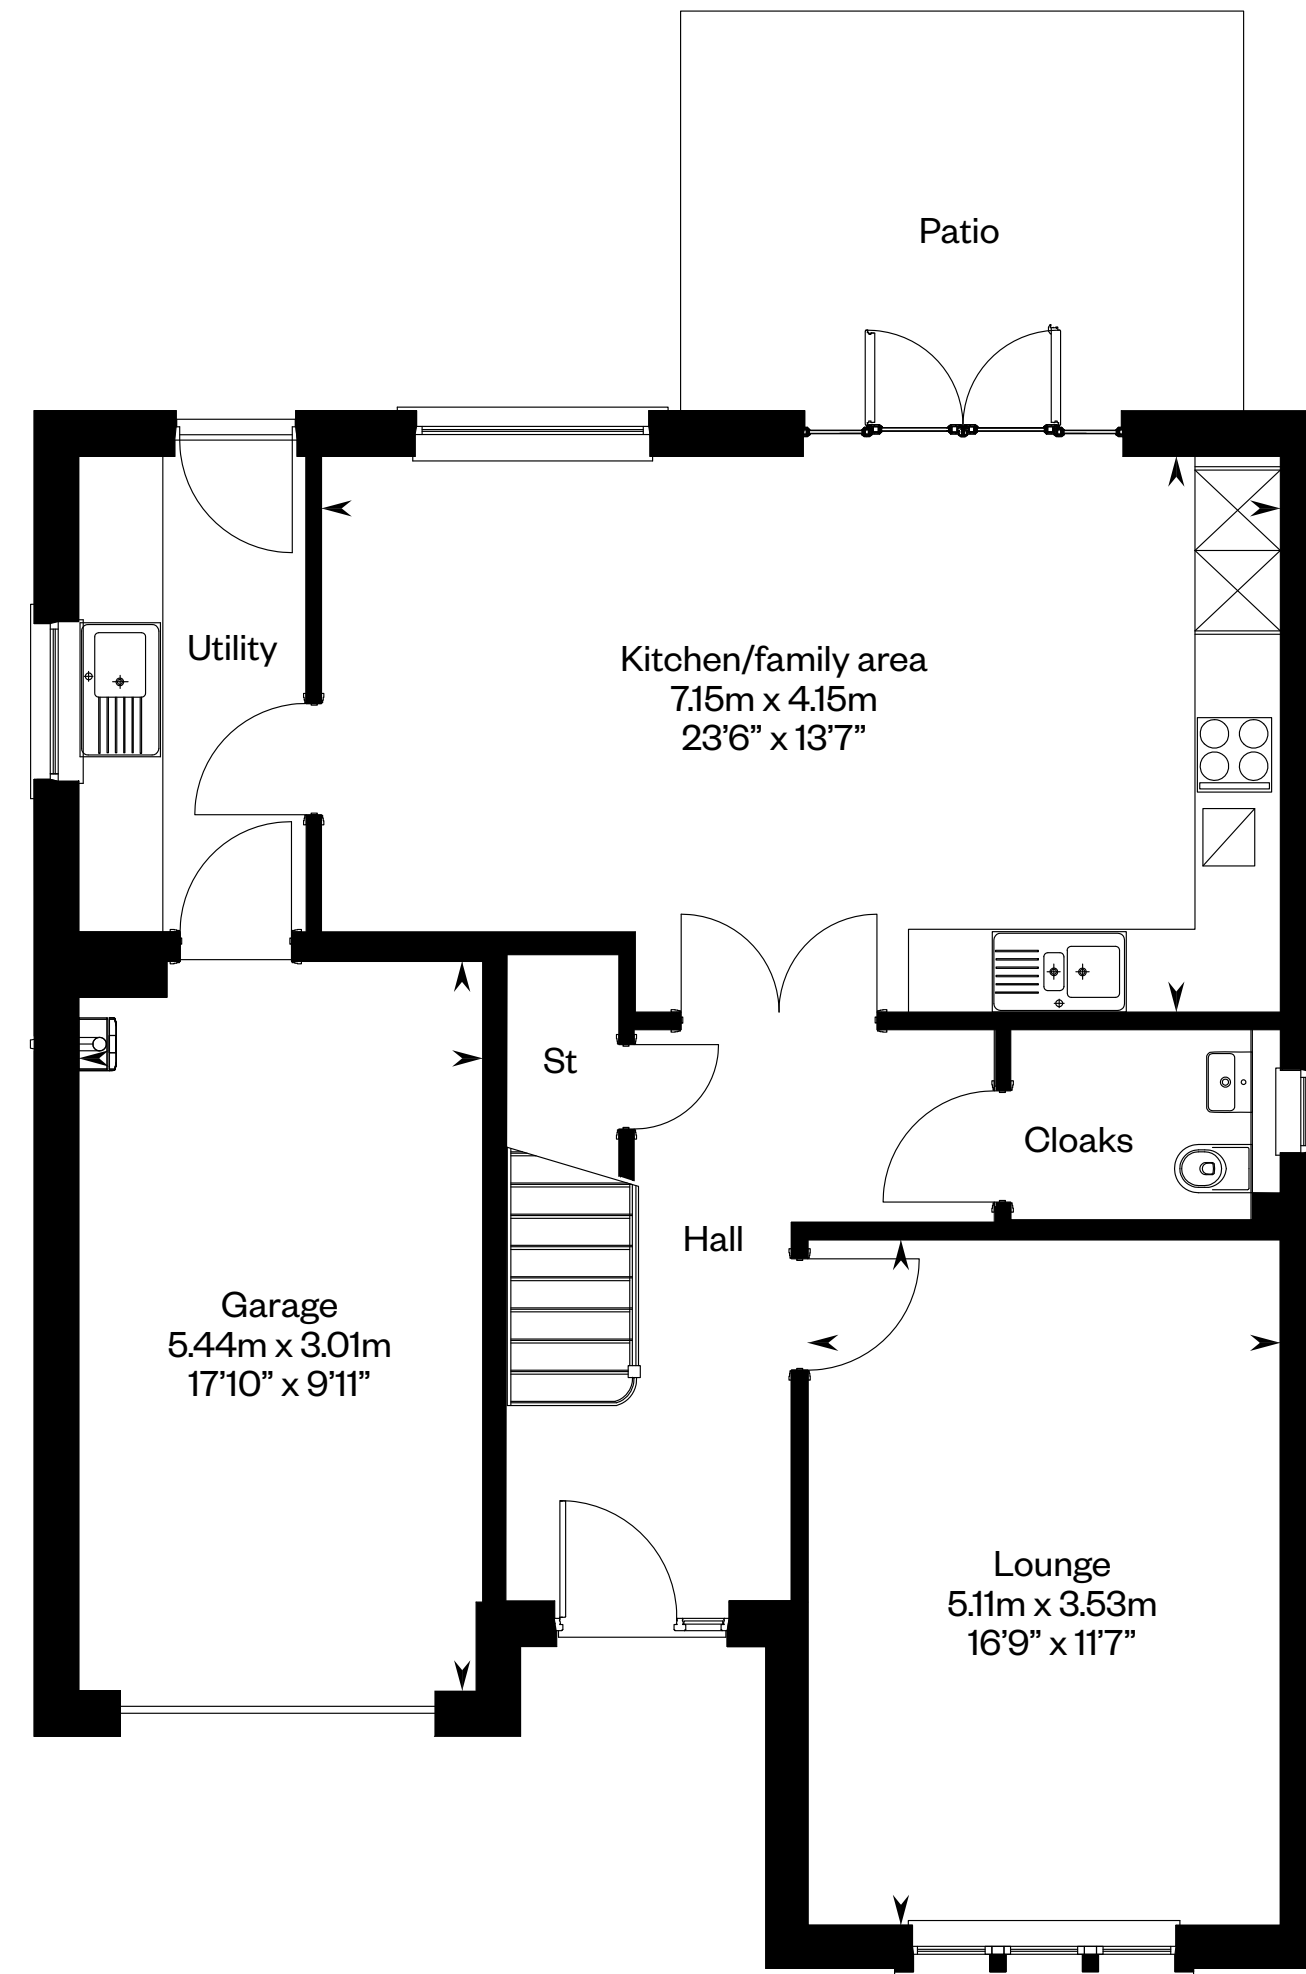 Patio
Utility
Kitchen/family area
7.15m x 4.15m
23’6” x 13’7”
St
Cloaks
Hall
Garage
5.44m x 3.01m
17’10” x 9’11”
Lounge
5.11m x 3.53m
16’9” x 11’7”